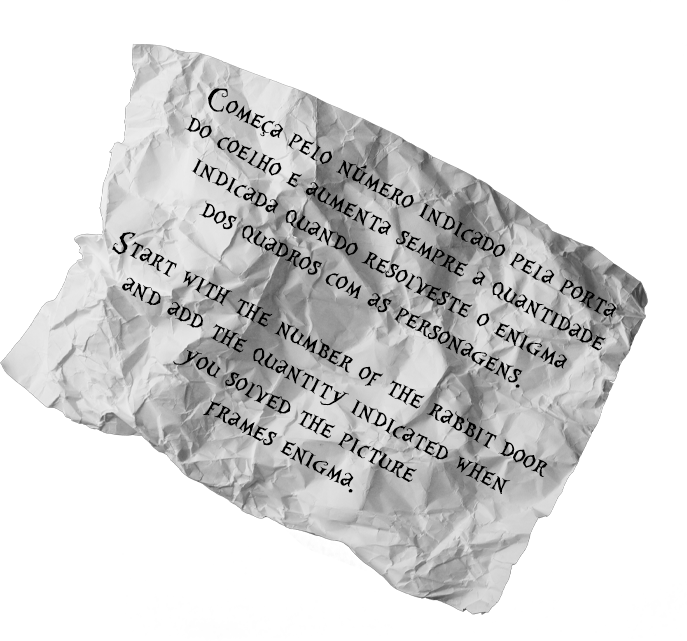 Começa pelo número indicado pela porta
do coelho e aumenta sempre a quantidade
indicada quando resolveste o enigma
dos quadros com as personagens.
Start with the number of the rabbit door
and add the quantity indicated when
you solved the picture
frames enigma.